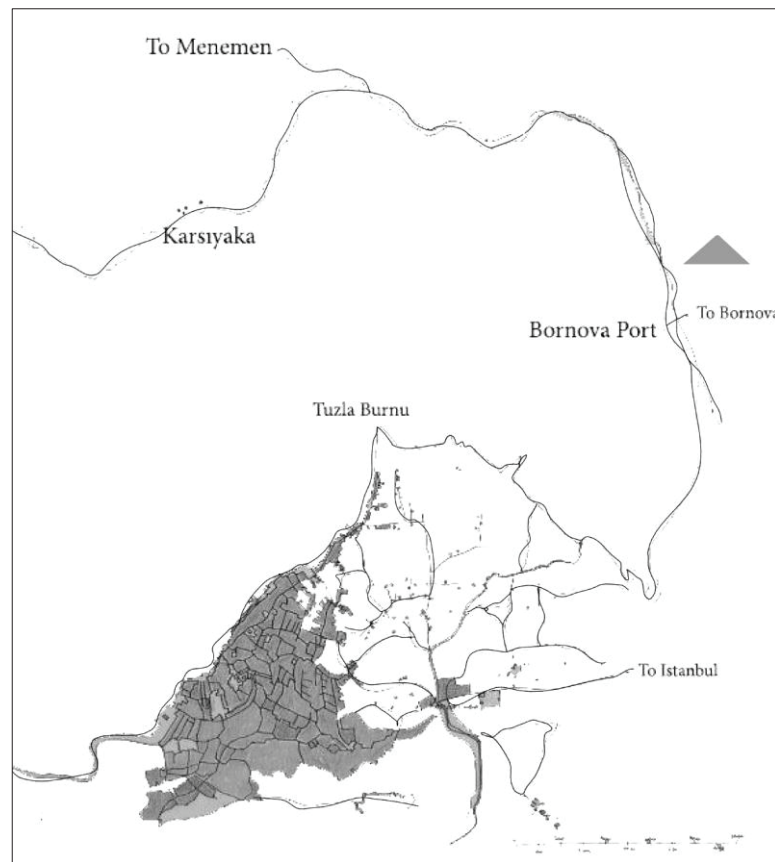 To Menemen
Karsıyaka
To Bornova
Bornova Port
Tuzla Burnu
To Istanbul